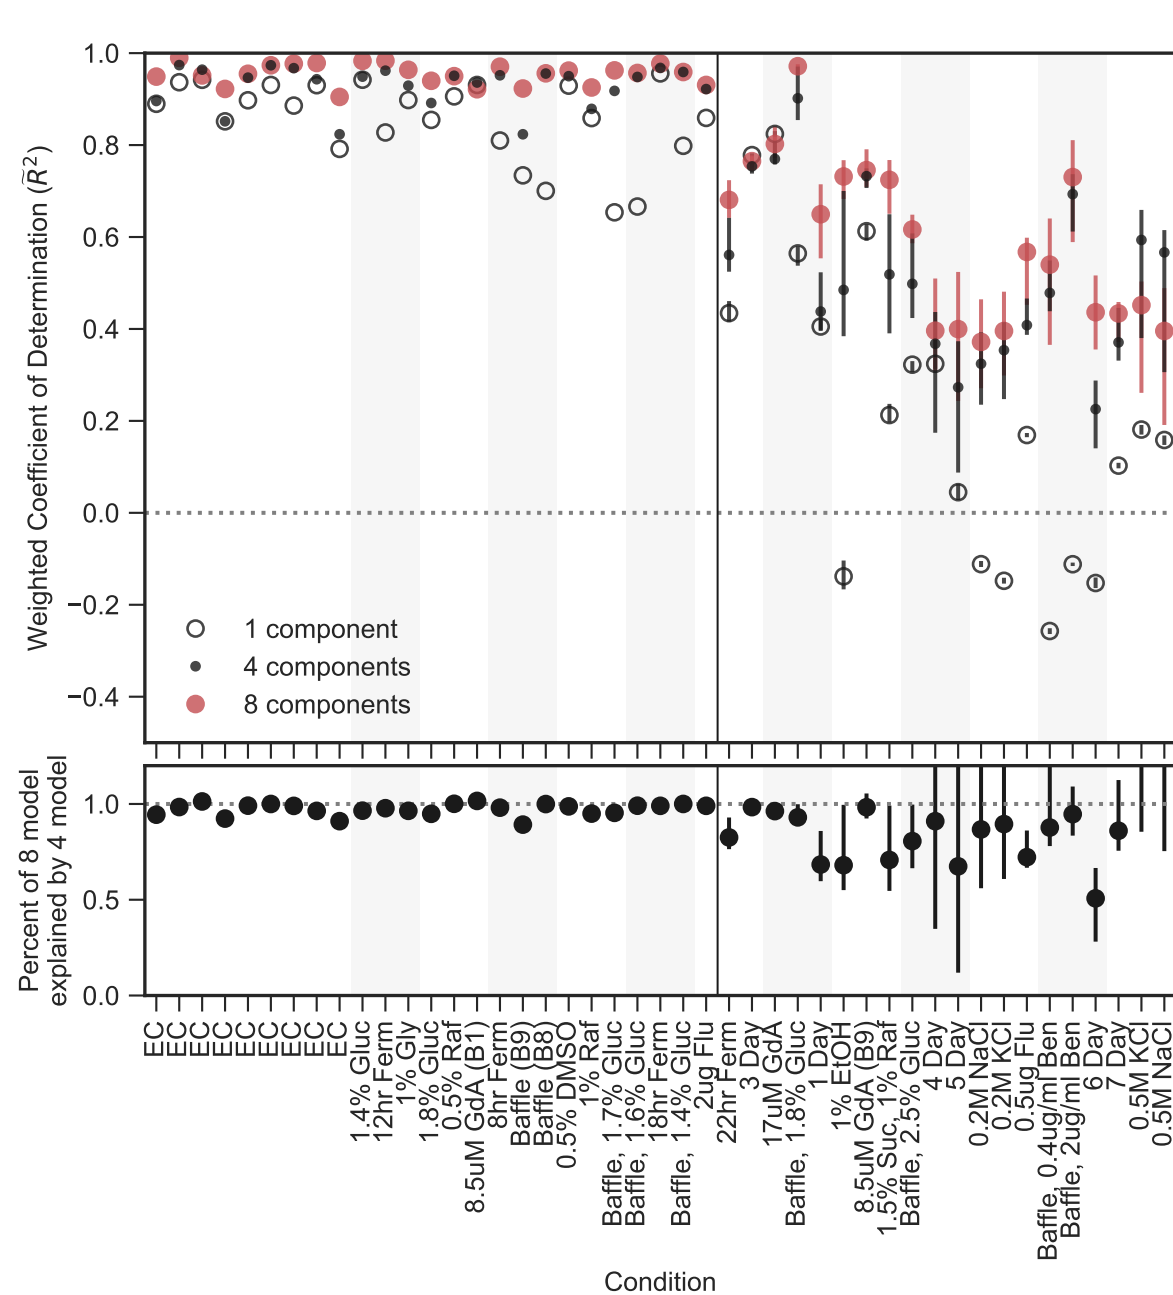 Weighted Coefficient of Determination (R̃²)
1.0
0.8
0.6
0.4
0.2
0.0
−0.2
−0.4
1 component
4 components
8 components
Percent of 8 model
explained by 4 model
1.0
0.5
0.0
EC
EC
EC
EC
EC
EC
EC
EC
EC
1.4% Gluc
12hr Ferm
1% Gly
1.8% Gluc
0.5% Raf
8.5uM GdA (B1)
8hr Ferm
Baffle (B9)
Baffle (B8)
0.5% DMSO
1% Raf
Baffle, 1.7% Gluc
Baffle, 1.6% Gluc
18hr Ferm
Baffle, 1.4% Gluc
2ug Flu
22hr Ferm
3 Day
17uM GdA
Baffle, 1.8% Gluc
1 Day
1% EtOH
8.5uM GdA (B9)
1.5% Suc, 1% Raf
Baffle, 2.5% Gluc
4 Day
5 Day
0.2M NaCl
0.2M KCl
0.5ug Flu
Baffle, 0.4ug/ml Ben
Baffle, 2ug/ml Ben
6 Day
7 Day
0.5M KCl
0.5M NaCl
Condition